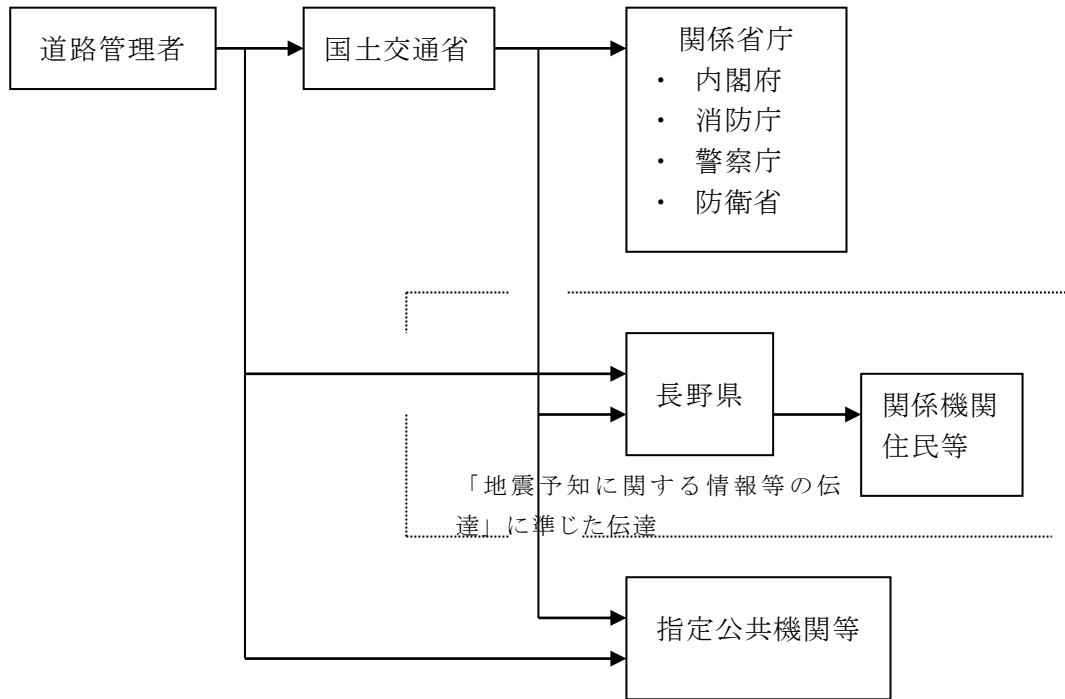 道路管理者
国土交通省
関係省庁
・ 内閣府
・ 消防庁
・ 警察庁
・ 防衛省
長野県
関係機関
住民等
「地震予知に関する情報等の伝
達」に準じた伝達
指定公共機関等